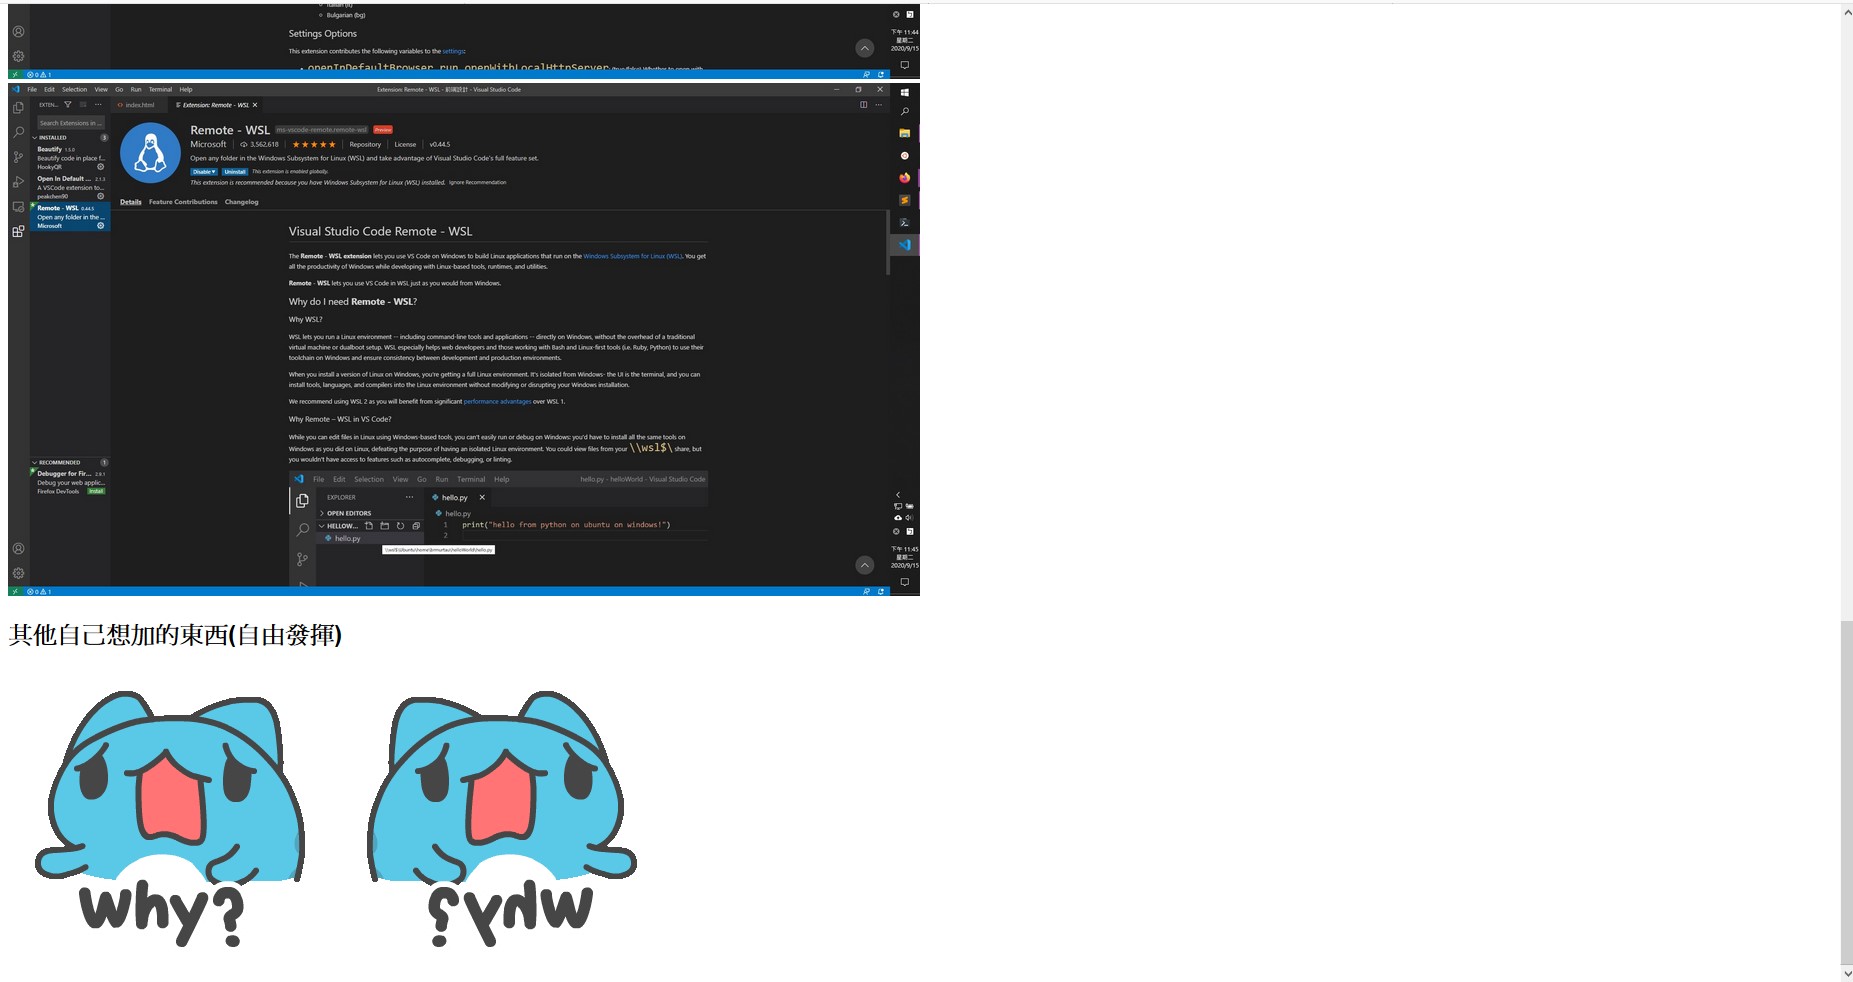 Bulgarian (bg)
Settings Options
This extension contributes the following variables to the settings:
openInDefaultBrowser.run.openWithLocalHttpServer
下午 11:44
星期二
2020/9/15
0 1
File Edit Selection View Go Run Terminal Help
Extension: Remote - WSL - 前端設計 - Visual Studio Code
EXTEN...
index.html
Extension: Remote - WSL
Search Extensions in ...
INSTALLED 3
Beautify 1.5.0
Beautify code in place f...
HookyQR
Open In Default ... 2.1.3
A VSCode extension to...
peakchen90
Remote - WSL 0.44.5
Open any folder in the ...
Microsoft
Remote - WSL ms-vscode-remote.remote-wsl Preview
Microsoft 3,562,618 Repository License v0.44.5
Open any folder in the Windows Subsystem for Linux (WSL) and take advantage of Visual Studio Code's full feature set.
Disable Uninstall This extension is enabled globally.
This extension is recommended because you have Windows Subsystem for Linux (WSL) installed. Ignore Recommendation
Details Feature Contributions Changelog
Visual Studio Code Remote - WSL
The Remote - WSL extension lets you use VS Code on Windows to build Linux applications that run on the Windows Subsystem for Linux (WSL). You get
all the productivity of Windows while developing with Linux-based tools, runtimes, and utilities.
Remote - WSL lets you use VS Code in WSL just as you would from Windows.
Why do I need Remote - WSL?
Why WSL?
WSL lets you run a Linux environment -- including command-line tools and applications -- directly on Windows, without the overhead of a traditional
virtual machine or dualboot setup. WSL especially helps web developers and those working with Bash and Linux-first tools (i.e. Ruby, Python) to use their
toolchain on Windows and ensure consistency between development and production environments.
When you install a version of Linux on Windows, you're getting a full Linux environment. It's isolated from Windows- the UI is the terminal, and you can
install tools, languages, and compilers into the Linux environment without modifying or disrupting your Windows installation.
We recommend using WSL 2 as you will benefit from significant performance advantages over WSL 1.
Why Remote – WSL in VS Code?
While you can edit files in Linux using Windows-based tools, you can't easily run or debug on Windows: you'd have to install all the same tools on
Windows as you did on Linux, defeating the purpose of having an isolated Linux environment. You could view files from your \\wsl$\ share, but
you wouldn't have access to features such as autocomplete, debugging, or linting.
RECOMMENDED 1
Debugger for Fir... 2.9.1
Debug your web applic...
Firefox DevTools Install
File Edit Selection View Go Run Terminal Help
hello.py - helloWorld - Visual Studio Code
EXPLORER
hello.py
OPEN EDITORS
hello.py
HELLOW...
1 print("hello from python on ubuntu on windows!")
2
hello.py
下午 11:45
星期二
2020/9/15
0 1
其他自己想加的東西(自由發揮)
why?
why?